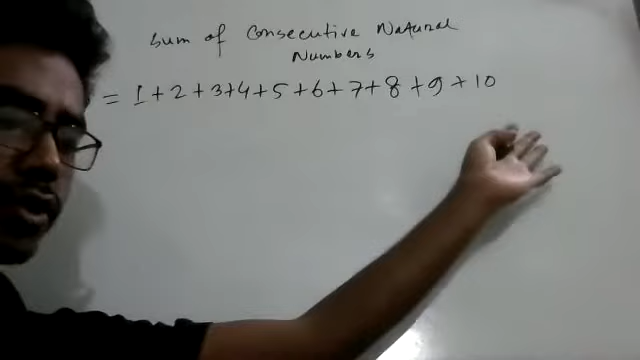 Sum of Consecutive Natural
Numbers
= 1+2+3+4+5+6+7+8+9+10